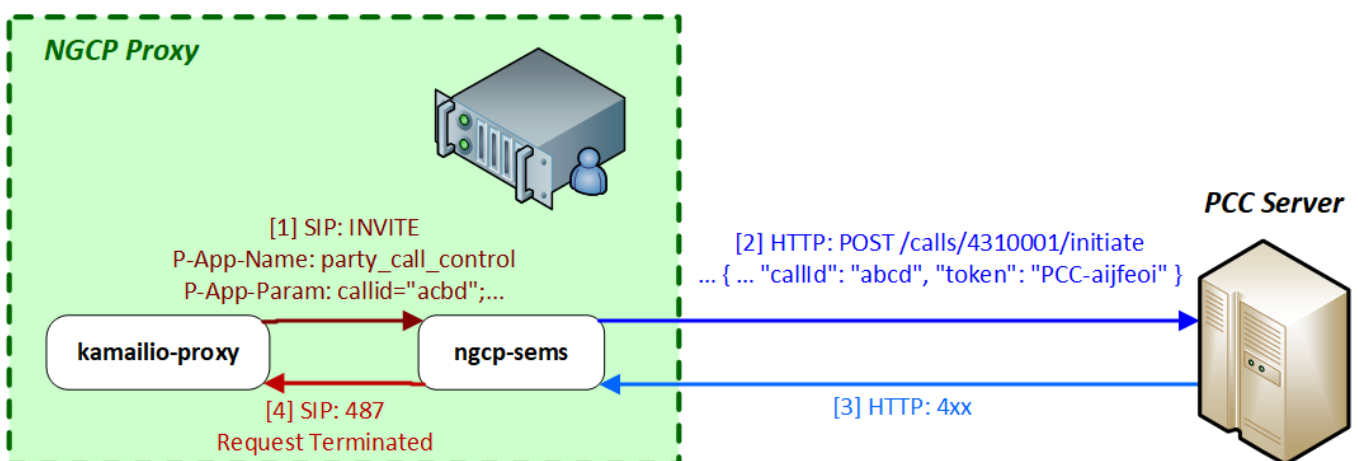 NGCP Proxy
[1] SIP: INVITE
P-App-Name: party_call_control
P-App-Param: callid="acbd";...
kamailio-proxy
ngcp-sems
[4] SIP: 487
Request Terminated
[2] HTTP: POST /calls/4310001/initiate
... { ... "callId": "abcd", "token": "PCC-aijfeoi" }
[3] HTTP: 4xx
PCC Server